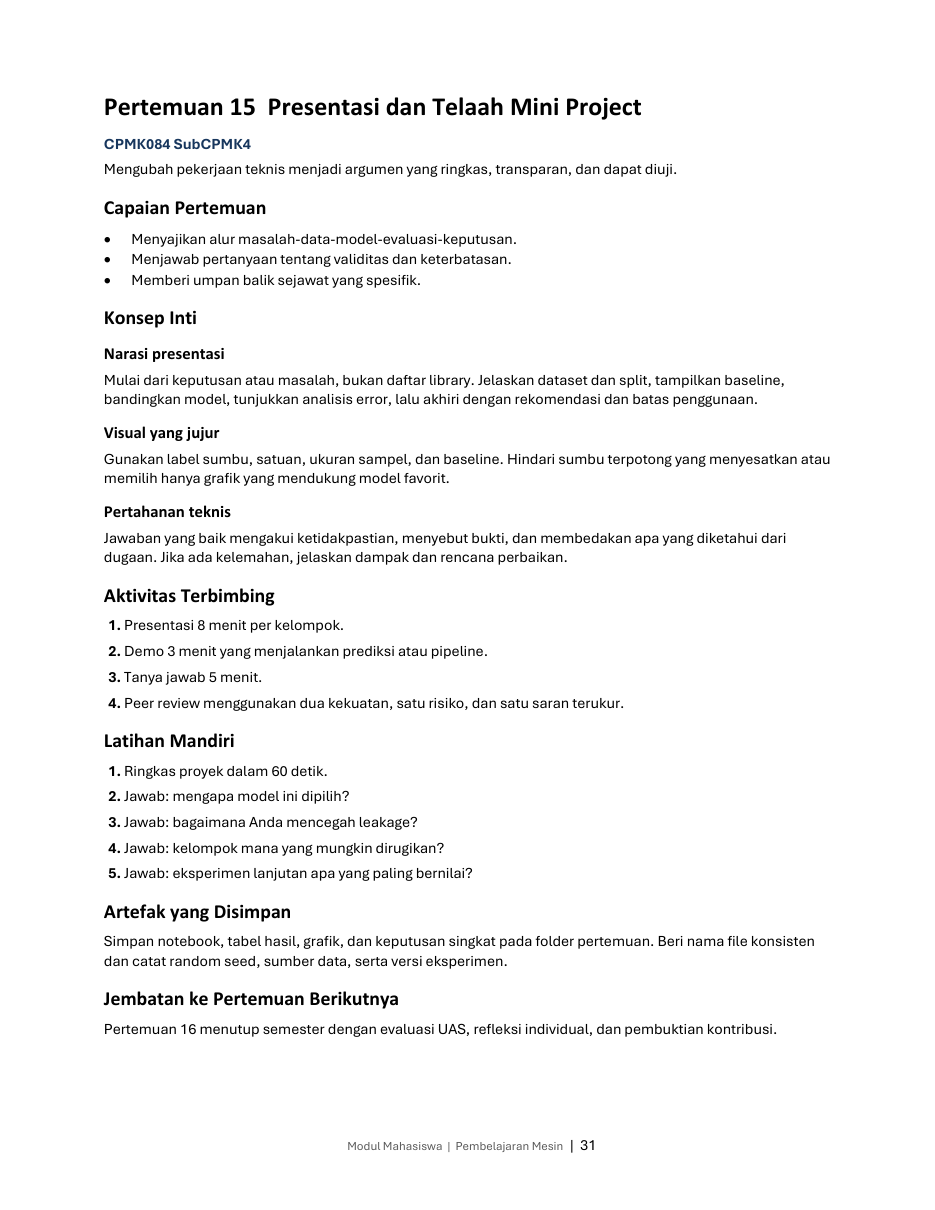 Pertemuan 15  Presentasi dan Telaah Mini Project
CPMK084 SubCPMK4
Mengubah pekerjaan teknis menjadi argumen yang ringkas, transparan, dan dapat diuji.
Capaian Pertemuan
• Menyajikan alur masalah-data-model-evaluasi-keputusan.
• Menjawab pertanyaan tentang validitas dan keterbatasan.
• Memberi umpan balik sejawat yang spesifik.
Konsep Inti
Narasi presentasi
Mulai dari keputusan atau masalah, bukan daftar library. Jelaskan dataset dan split, tampilkan baseline,
bandingkan model, tunjukkan analisis error, lalu akhiri dengan rekomendasi dan batas penggunaan.
Visual yang jujur
Gunakan label sumbu, satuan, ukuran sampel, dan baseline. Hindari sumbu terpotong yang menyesatkan atau
memilih hanya grafik yang mendukung model favorit.
Pertahanan teknis
Jawaban yang baik mengakui ketidakpastian, menyebut bukti, dan membedakan apa yang diketahui dari
dugaan. Jika ada kelemahan, jelaskan dampak dan rencana perbaikan.
Aktivitas Terbimbing
1. Presentasi 8 menit per kelompok.
2. Demo 3 menit yang menjalankan prediksi atau pipeline.
3. Tanya jawab 5 menit.
4. Peer review menggunakan dua kekuatan, satu risiko, dan satu saran terukur.
Latihan Mandiri
1. Ringkas proyek dalam 60 detik.
2. Jawab: mengapa model ini dipilih?
3. Jawab: bagaimana Anda mencegah leakage?
4. Jawab: kelompok mana yang mungkin dirugikan?
5. Jawab: eksperimen lanjutan apa yang paling bernilai?
Artefak yang Disimpan
Simpan notebook, tabel hasil, grafik, dan keputusan singkat pada folder pertemuan. Beri nama file konsisten
dan catat random seed, sumber data, serta versi eksperimen.
Jembatan ke Pertemuan Berikutnya
Pertemuan 16 menutup semester dengan evaluasi UAS, refleksi individual, dan pembuktian kontribusi.
Modul Mahasiswa | Pembelajaran Mesin | 31